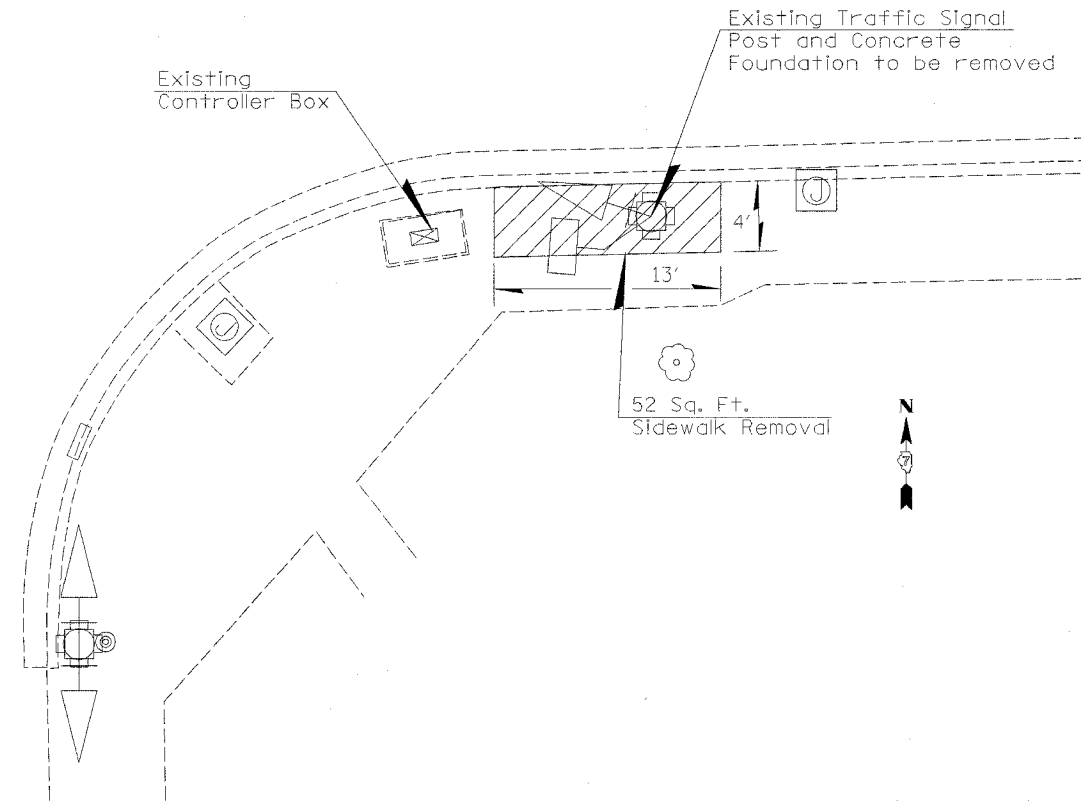 Existing Traffic Signal
Post and Concrete
Foundation to be removed
Existing
Controller Box
J
4'
13'
J
52 Sq. Ft.
Sidewalk Removal
N
7